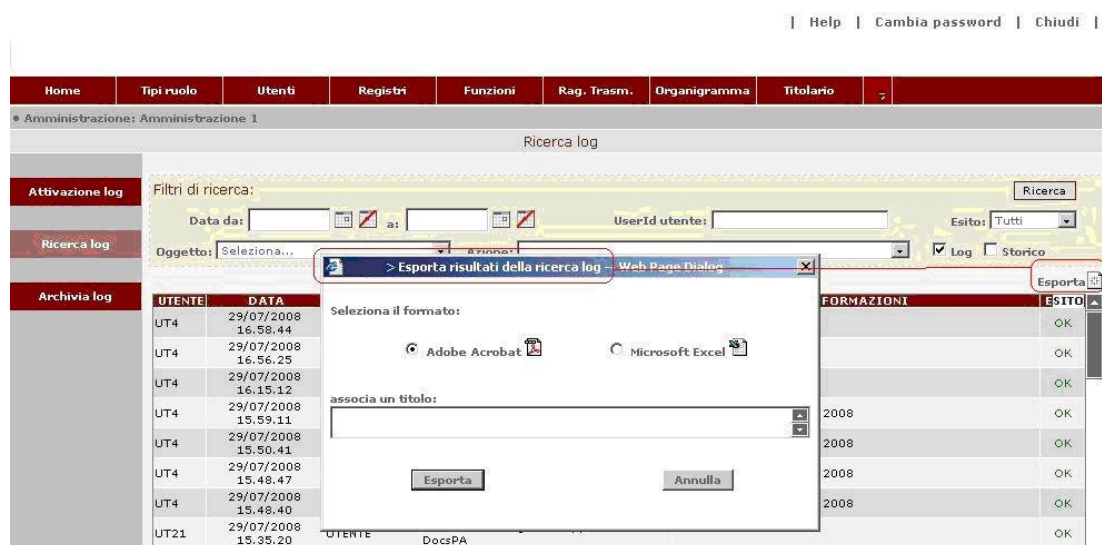 | Help | Cambia password | Chiudi |
Home Tipi ruolo Utenti Registri Funzioni Rag. Trasm. Organigramma Titolario
• Amministrazione: Amministrazione 1
Ricerca log
Attivazione log
Ricerca log
Archivia log
Filtri di ricerca: Ricerca
Data da: a: UserId utente: Esito: Tutti
Oggetto: Seleziona... Azione: Log Storico
Esporta
UTENTE DATA FORMAZIONI ESITO
UT4 29/07/2008 16.58.44 OK
UT4 29/07/2008 16.56.25 OK
UT4 29/07/2008 16.15.12 OK
UT4 29/07/2008 15.59.11 2008 OK
UT4 29/07/2008 15.50.41 2008 OK
UT4 29/07/2008 15.48.47 2008 OK
UT4 29/07/2008 15.48.40 2008 OK
UT21 29/07/2008 15.35.20 UTENTE DocsPA OK
> Esporta risultati della ricerca log -- Web Page Dialog
Seleziona il formato:
Adobe Acrobat Microsoft Excel
associa un titolo:
Esporta Annulla